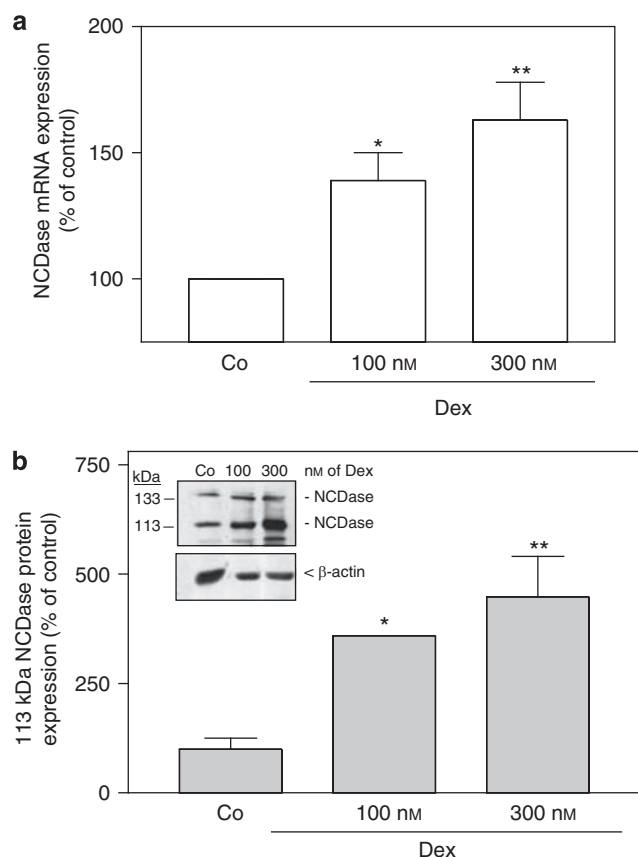 a
NCDase mRNA expression
(% of control)
200
150
100
*
**
Co
100 nM
300 nM
Dex
b
113 kDa NCDase protein
expression (% of control)
750
500
250
0
kDa
Co 100 300 nM of Dex
133 – - NCDase
113 – - NCDase
< β-actin
*
**
Co
100 nM
300 nM
Dex